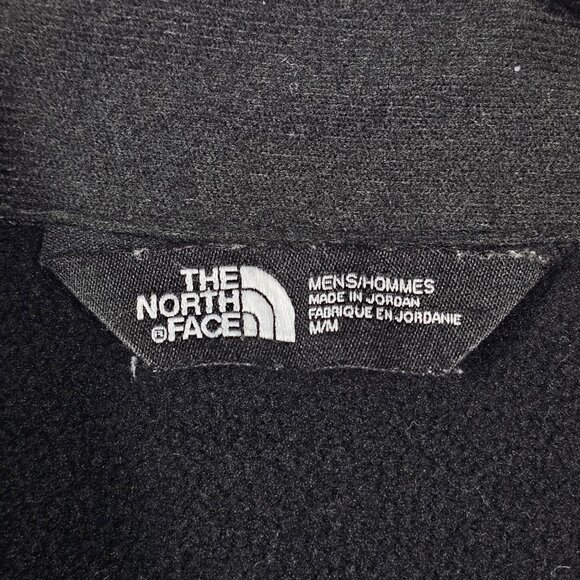 THE
NORTH
®FACE
MENS/HOMMES
MADE IN JORDAN
FABRIQUE EN JORDANIE
M/M